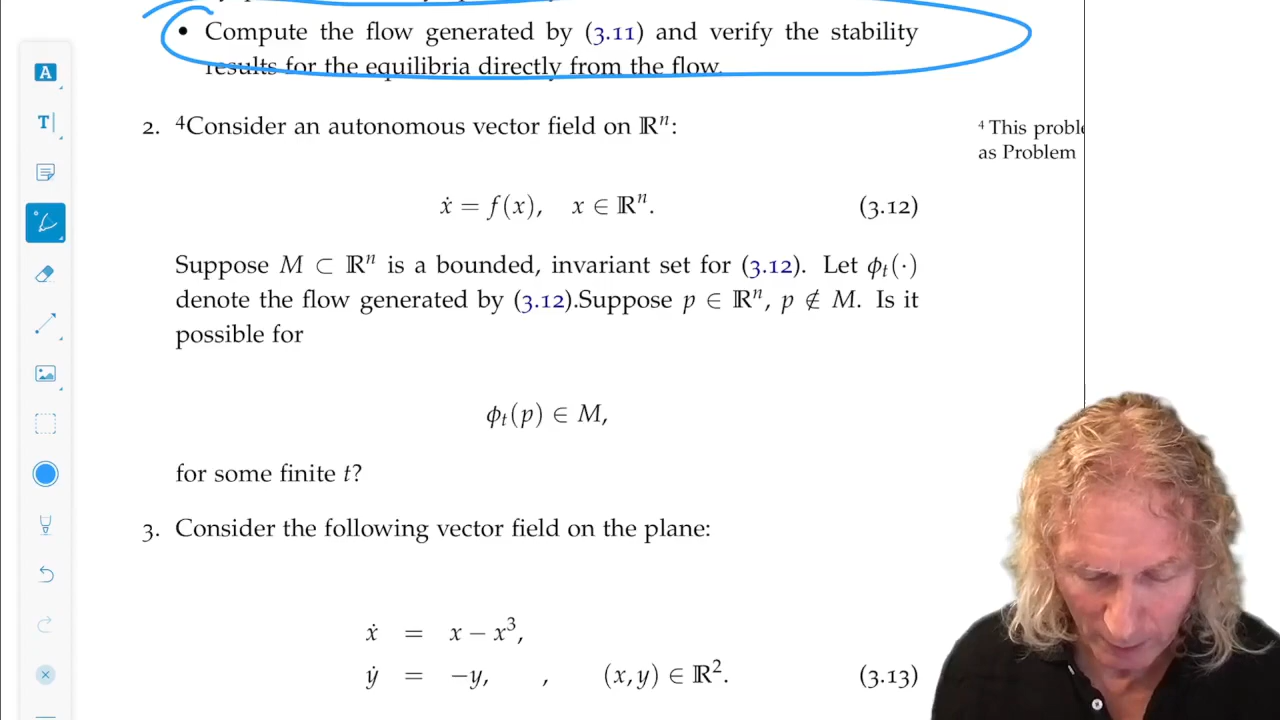 • Compute the flow generated by (3.11) and verify the stability
results for the equilibria directly from the flow.
2. ⁴Consider an autonomous vector field on ℝⁿ:
⁴ This
as Problem
ẋ = f(x), x ∈ ℝⁿ. (3.12)
Suppose M ⊂ ℝⁿ is a bounded, invariant set for (3.12). Let ϕₜ(·)
denote the flow generated by (3.12).Suppose p ∈ ℝⁿ, p ∉ M. Is it
possible for
ϕₜ(p) ∈ M,
for some finite t?
3. Consider the following vector field on the plane:
ẋ = x − x³,
ẏ = −y, , (x, y) ∈ ℝ². (3.13)
A
T